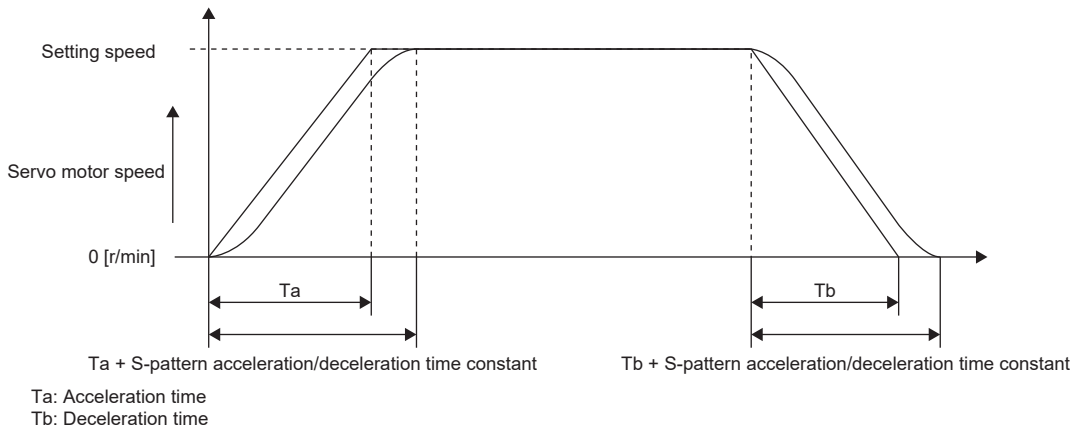 Setting speed
Servo motor speed
0 [r/min]
Ta
Tb
Ta + S-pattern acceleration/deceleration time constant
Tb + S-pattern acceleration/deceleration time constant
Ta: Acceleration time
Tb: Deceleration time